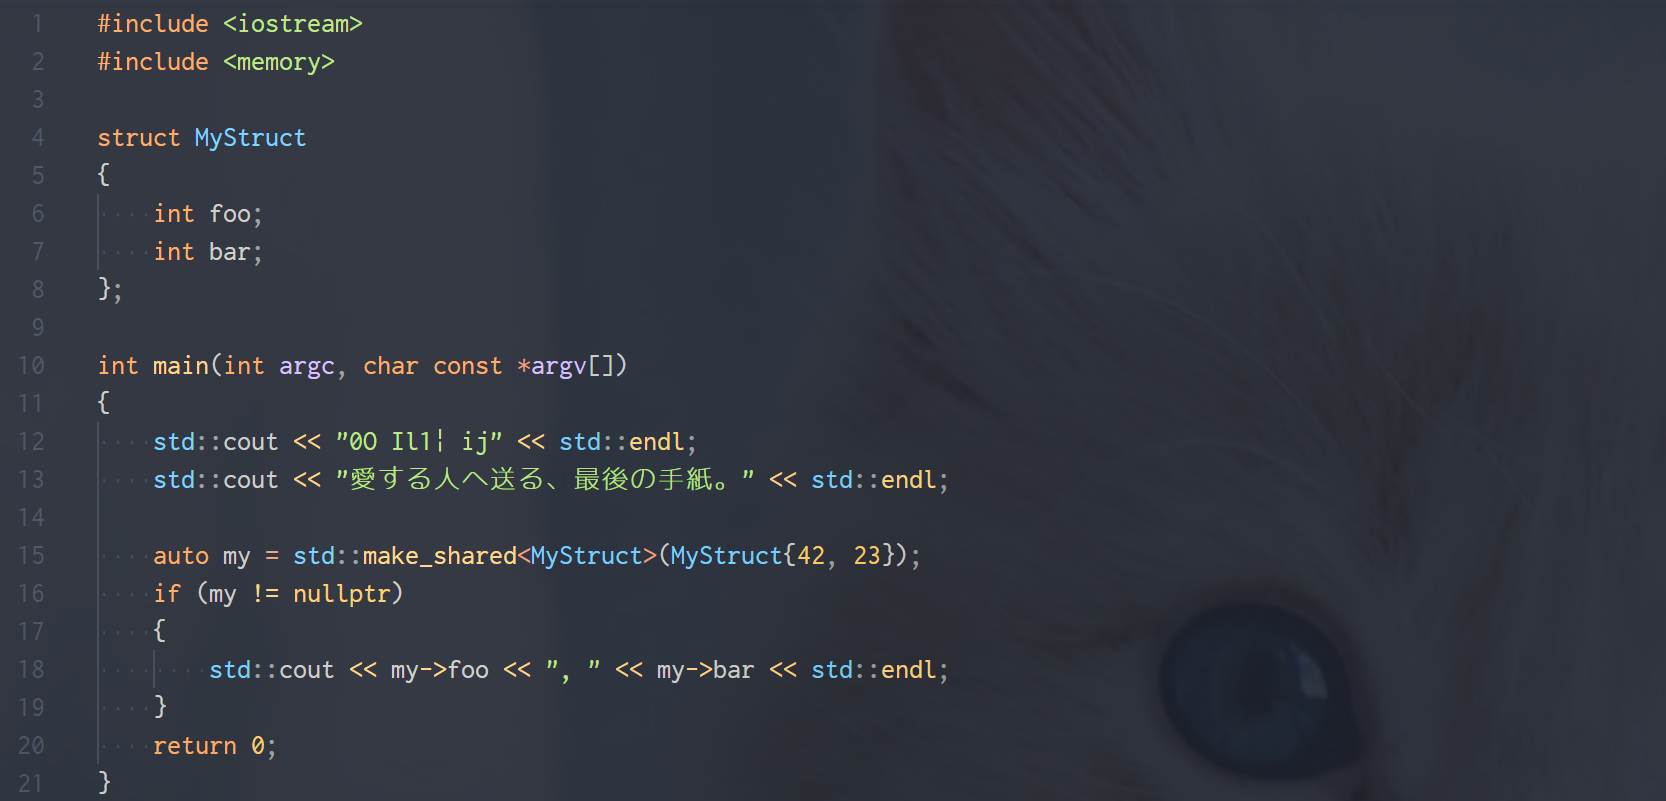 1 #include <iostream>
2 #include <memory>
3
4 struct MyStruct
5 {
6 ····int foo;
7 ····int bar;
8 };
9
10 int main(int argc, char const *argv[])
11 {
12 ····std::cout << "0O Il1¦ ij" << std::endl;
13 ····std::cout << "愛する人へ送る、最後の手紙。" << std::endl;
14
15 ····auto my = std::make_shared<MyStruct>(MyStruct{42, 23});
16 ····if (my != nullptr)
17 ····{
18 ········std::cout << my->foo << ", " << my->bar << std::endl;
19 ····}
20 ····return 0;
21 }